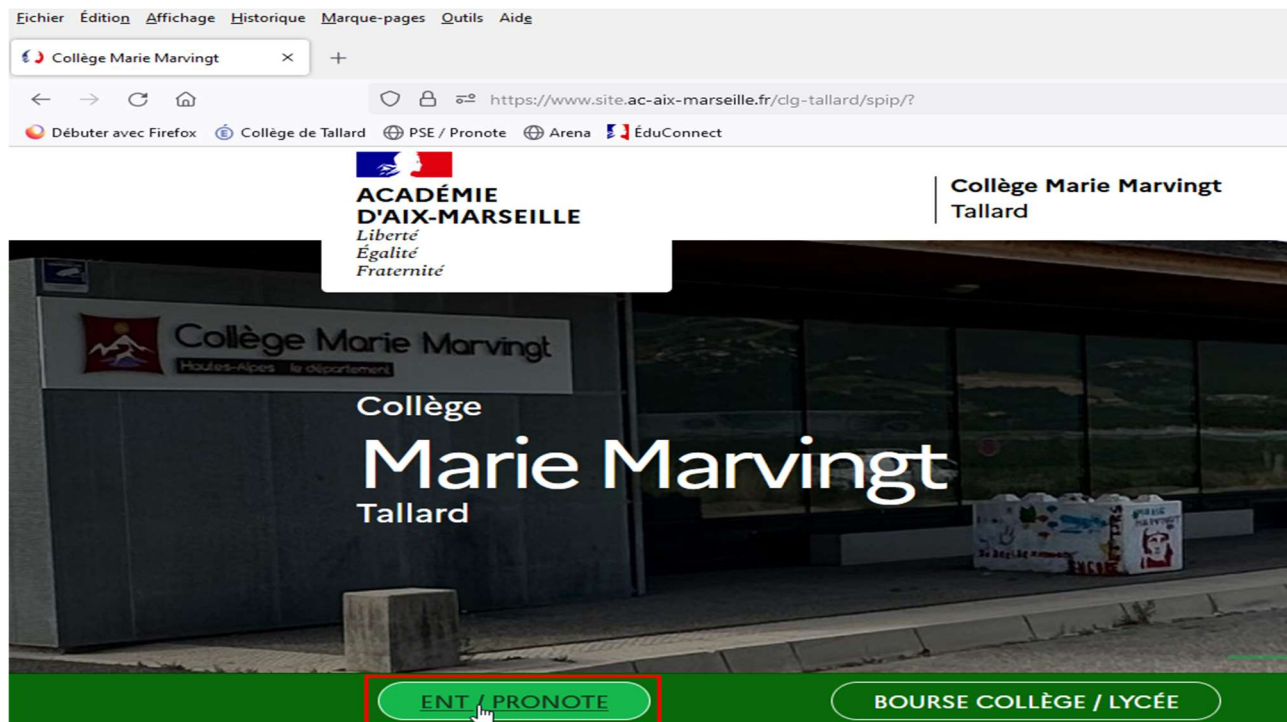 Fichier Édition Affichage Historique Marque-pages Outils Aide
Collège Marie Marvingt
https://www.site.ac-aix-marseille.fr/clg-tallard/spip/?
Débuter avec Firefox Collège de Tallard PSE / Pronote Arena ÉduConnect
ACADÉMIE
D'AIX-MARSEILLE
Liberté
Égalité
Fraternité
Collège Marie Marvingt
Tallard
Collège Marie Marvingt
Hautes-Alpes le département
Collège
Marie Marvingt
Tallard
MARIE
MARVINGT
ENT / PRONOTE
BOURSE COLLÈGE / LYCÉE